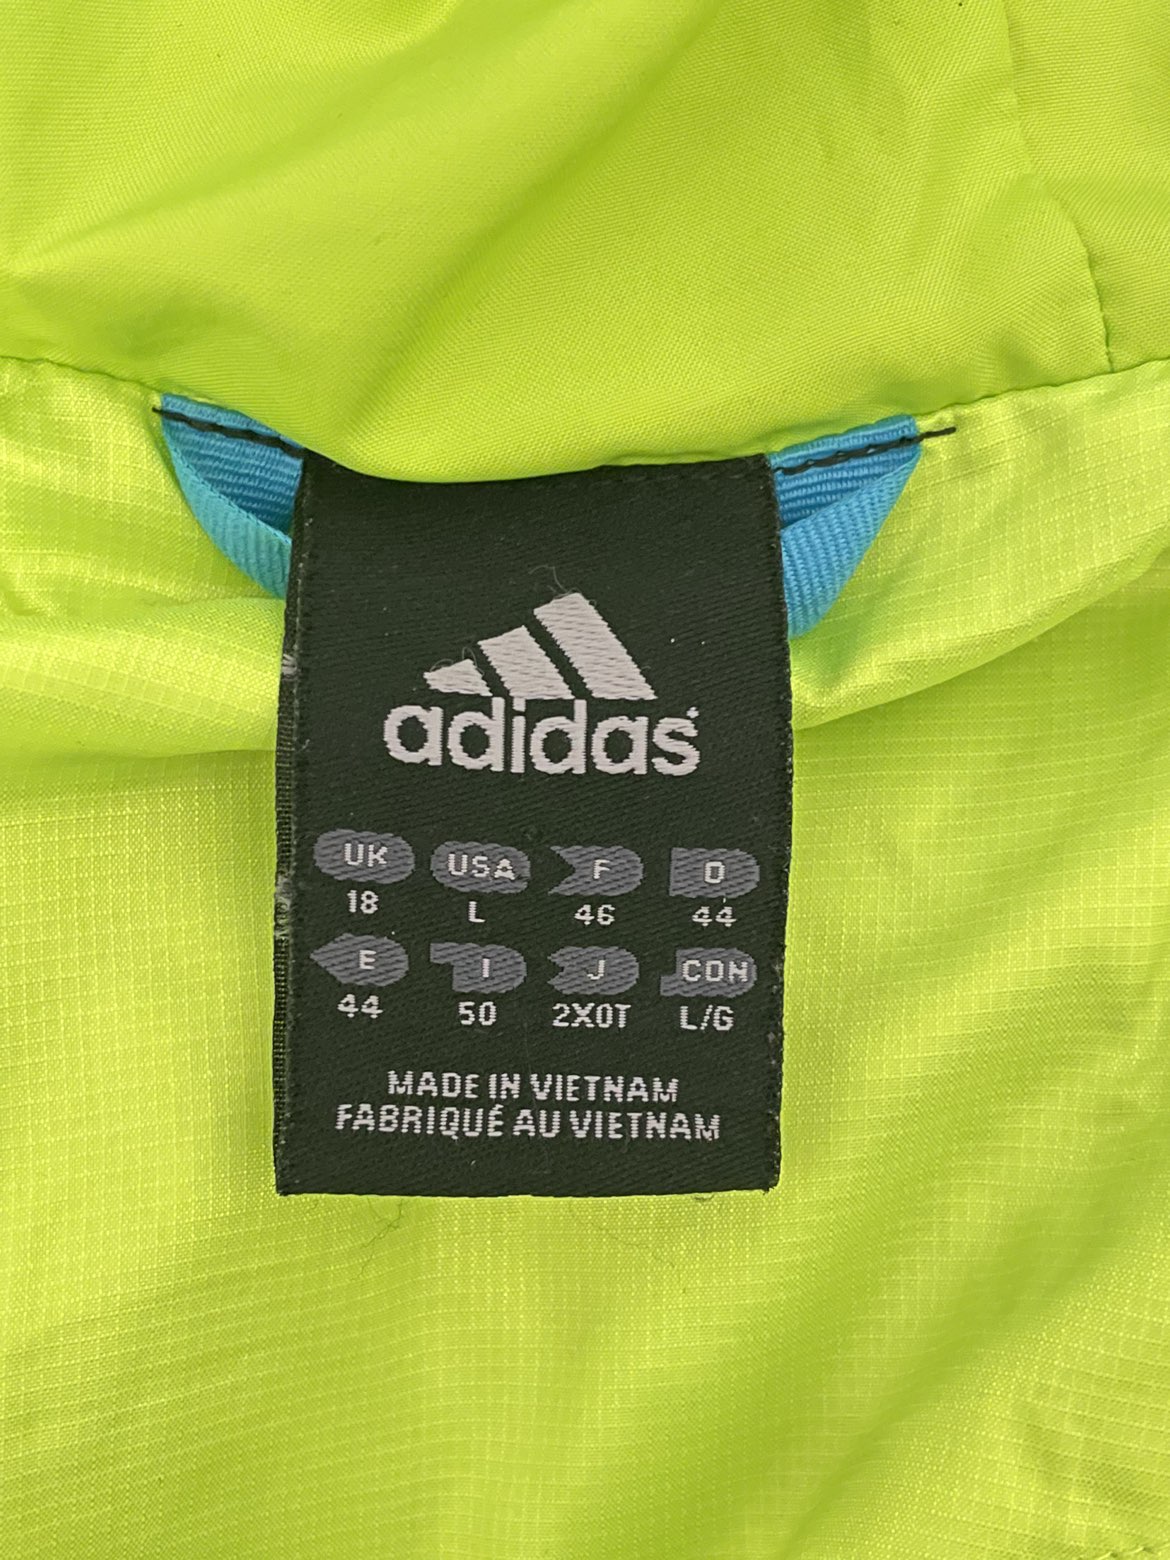 adidas
UK USA F D
18 L 46 44
E I J CON
44 50 2XOT L/G
MADE IN VIETNAM
FABRIQUÉ AU VIETNAM